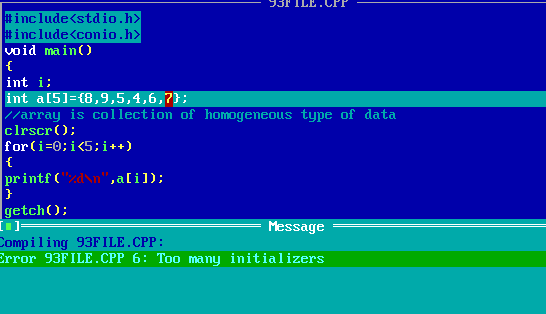 93FILE.CPP
#include<stdio.h>
#include<conio.h>
void main()
{
int i;
int a[5]={8,9,5,4,6,7};
//array is collection of homogeneous type of data
clrscr();
for(i=0;i<5;i++)
{
printf("%d\n",a[i]);
}
getch();
[■] Message
Compiling 93FILE.CPP:
Error 93FILE.CPP 6: Too many initializers